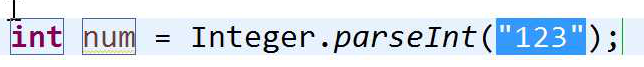 int num = Integer.parseInt("123");